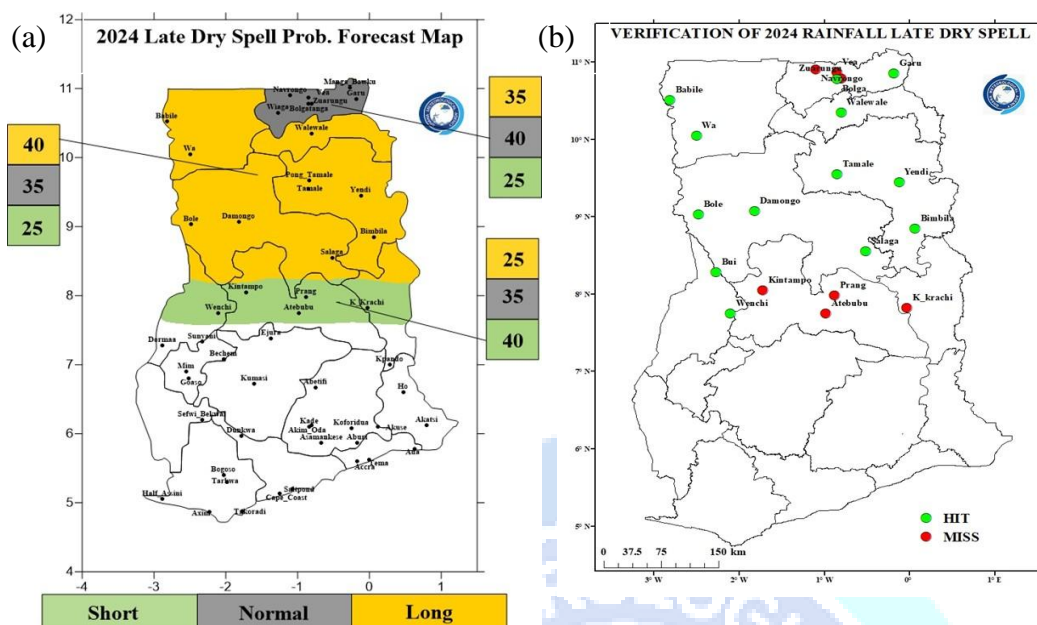 (a)
2024 Late Dry Spell Prob. Forecast Map
12
11
10
9
8
7
6
5
4
-3
-2
-1
0
1
40
35
25
35
40
25
25
35
40
Manga_Bawku
Navrongo
Vea
Garu
Zuarungu
Wiaga
Bolgatanga
Babile
Walewale
Wa
Pong_Tamale
Tamale
Yendi
Bole
Damongo
Bimbila
Salaga
Kintampo
Prang
K_Krachi
Wenchi
Atebubu
Ejura
Dormaa
Sunyani
Bechem
Kpando
Mim
Goaso
Kumasi
Abetifi
Ho
Sefwi_Bekwai
Kade
Koforidua
Akatsi
Akim_Oda
Akuse
Dunkwa
Asamankese
Aburi
Ada
Bogoso
Accra
Tema
Tarkwa
Half_Assini
Saltpond
Cape_Coast
Axim
Takoradi
Short
Normal
Long
(b)
VERIFICATION OF 2024 RAINFALL LATE DRY SPELL
11°N
10°N
9°N
8°N
7°N
6°N
5°N
3°W
2°W
1°W
0°
1°E
Zuarungu
Vea
Garu
Navrongo
Bolga
Babile
Walewale
Wa
Tamale
Yendi
Bole
Damongo
Bimbila
Salaga
Bui
Kintampo
Prang
K_krachi
Wenchi
Atebubu
HIT
MISS
0 37.5 75 150 km